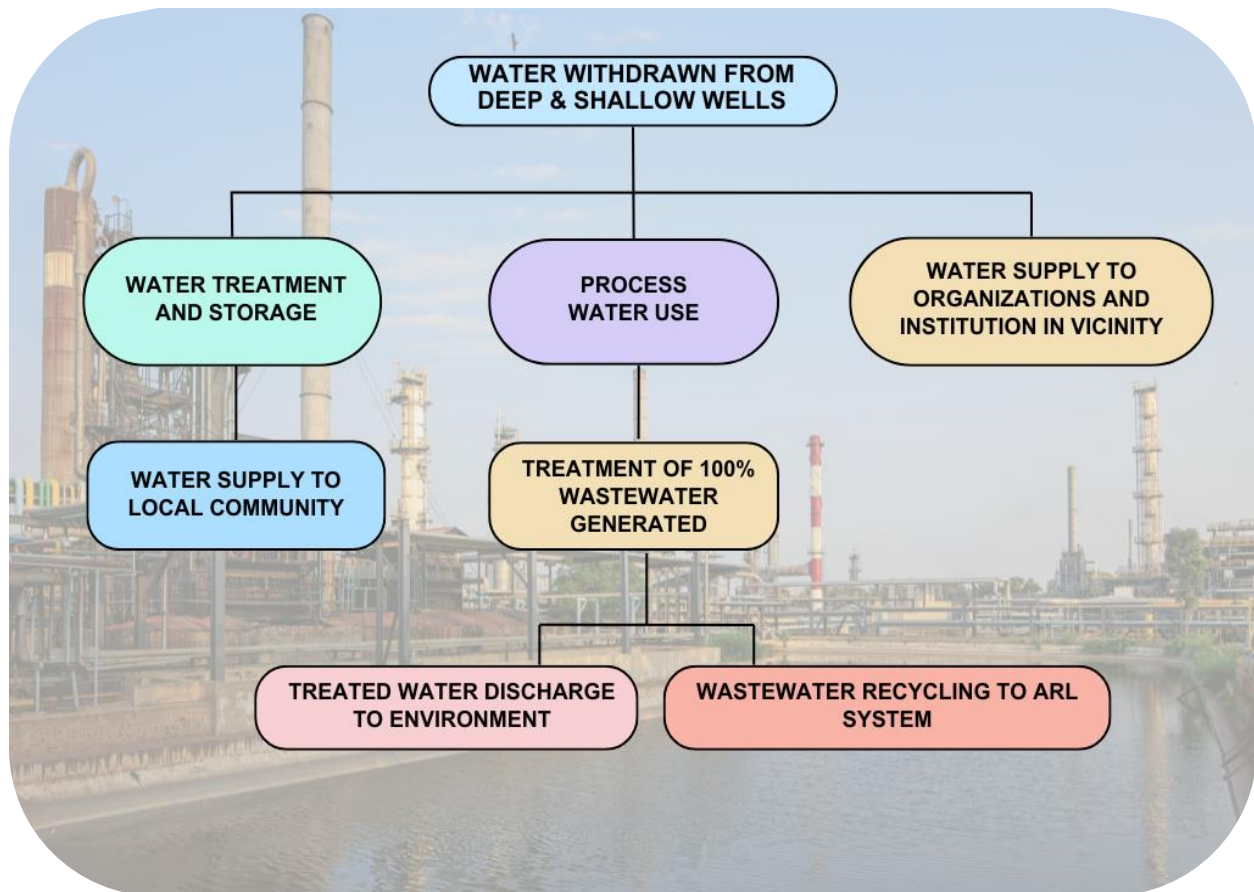 WATER WITHDRAWN FROM
DEEP & SHALLOW WELLS
WATER TREATMENT
AND STORAGE
PROCESS
WATER USE
WATER SUPPLY TO
ORGANIZATIONS AND
INSTITUTION IN VICINITY
WATER SUPPLY TO
LOCAL COMMUNITY
TREATMENT OF 100%
WASTEWATER
GENERATED
TREATED WATER DISCHARGE
TO ENVIRONMENT
WASTEWATER RECYCLING TO ARL
SYSTEM